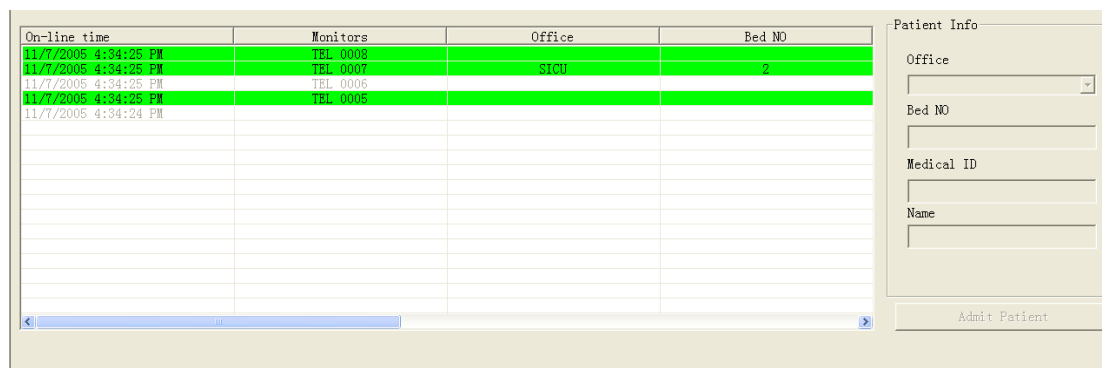 On-line time Monitors Office Bed NO
11/7/2005 4:34:25 PM TEL 0008
11/7/2005 4:34:25 PM TEL 0007 SICU 2
11/7/2005 4:34:25 PM TEL 0006
11/7/2005 4:34:25 PM TEL 0005
11/7/2005 4:34:24 PM
Patient Info
Office
Bed NO
Medical ID
Name
Admit Patient